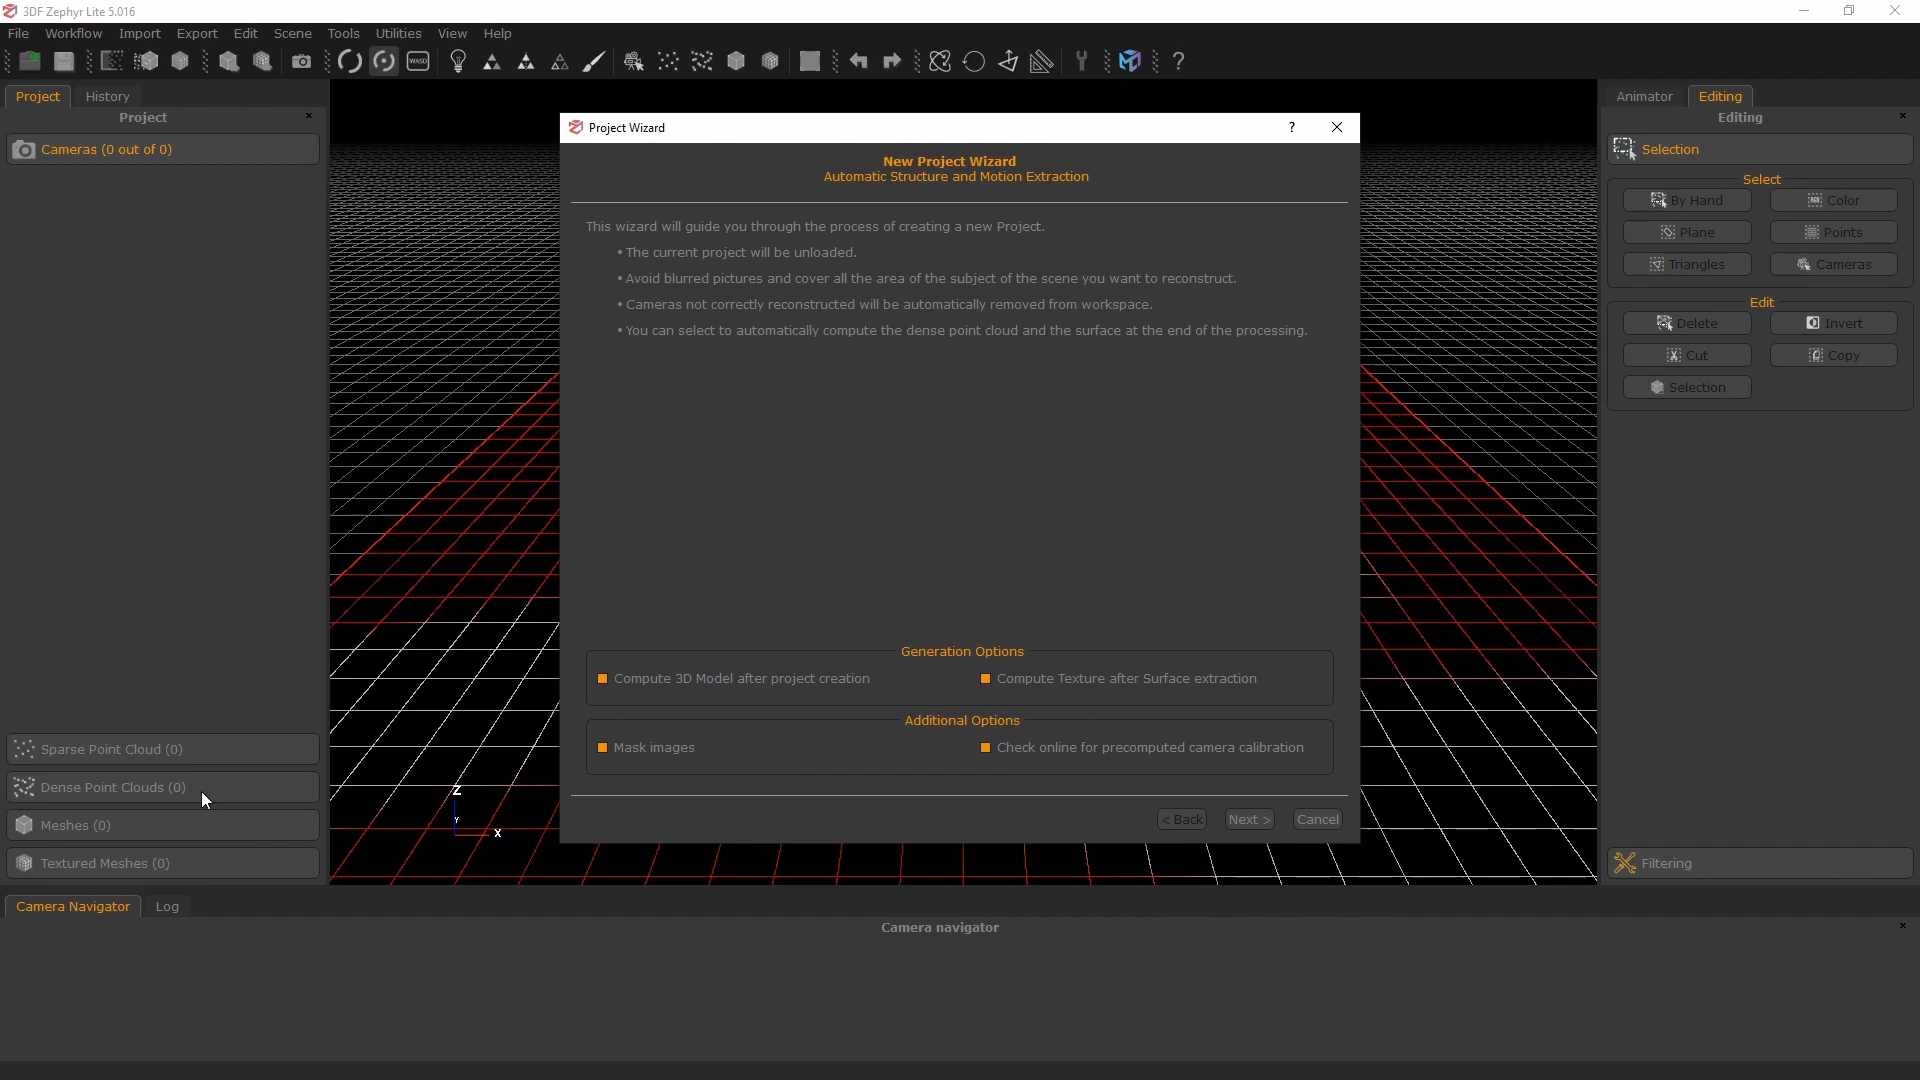 3DF Zephyr Lite 5.016
File Workflow Import Export Edit Scene Tools Utilities View Help
WASD
?
Project History
Project
Cameras (0 out of 0)
Sparse Point Cloud (0)
Dense Point Clouds (0)
Meshes (0)
Textured Meshes (0)
Z
Y
X
Project Wizard
?
New Project Wizard
Automatic Structure and Motion Extraction
This wizard will guide you through the process of creating a new Project.
• The current project will be unloaded.
• Avoid blurred pictures and cover all the area of the subject of the scene you want to reconstruct.
• Cameras not correctly reconstructed will be automatically removed from workspace.
• You can select to automatically compute the dense point cloud and the surface at the end of the processing.
Generation Options
Compute 3D Model after project creation Compute Texture after Surface extraction
Additional Options
Mask images Check online for precomputed camera calibration
< Back Next > Cancel
Animator Editing
Editing
Selection
Select
By Hand Color
Plane Points
Triangles Cameras
Edit
Delete Invert
Cut Copy
Selection
Filtering
Camera Navigator Log
Camera navigator